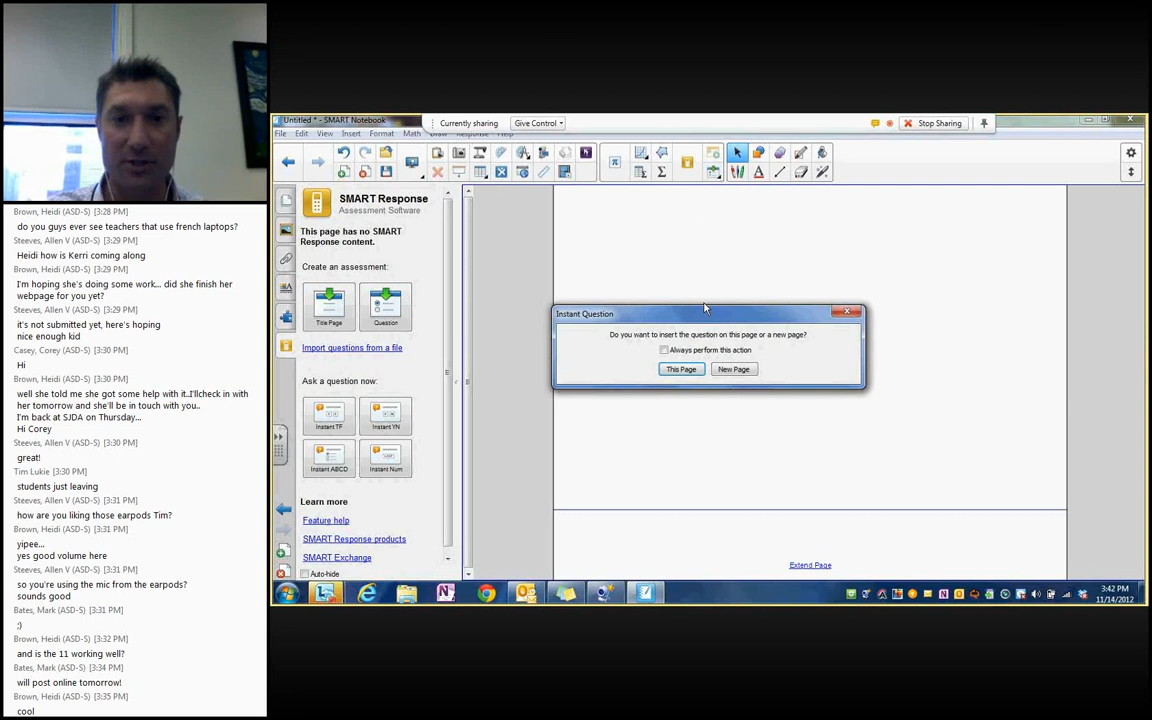 Brown, Heidi (ASD-S) [3:28 PM]
do you guys ever see teachers that use french laptops?
Steeves, Allen V (ASD-S) [3:29 PM]
Heidi how is Kerri coming along
Brown, Heidi (ASD-S) [3:29 PM]
I'm hoping she's doing some work... did she finish her
webpage for you yet?
Steeves, Allen V (ASD-S) [3:29 PM]
it's not submitted yet, here's hoping
nice enough kid
Casey, Corey (ASD-S) [3:30 PM]
Hi
Brown, Heidi (ASD-S) [3:30 PM]
well she told me she got some help with it..I'llcheck in with
her tomorrow and she'll be in touch with you..
I'm back at SJDA on Thursday...
Hi Corey
Steeves, Allen V (ASD-S) [3:30 PM]
great!
Tim Lukie [3:30 PM]
students just leaving
Steeves, Allen V (ASD-S) [3:31 PM]
how are you liking those earpods Tim?
Brown, Heidi (ASD-S) [3:31 PM]
yipee...
yes good volume here
Steeves, Allen V (ASD-S) [3:31 PM]
so you're using the mic from the earpods?
sounds good
Bates, Mark (ASD-S) [3:31 PM]
;)
Brown, Heidi (ASD-S) [3:32 PM]
and is the 11 working well?
Bates, Mark (ASD-S) [3:34 PM]
will post online tomorrow!
Brown, Heidi (ASD-S) [3:35 PM]
cool
Untitled * - SMART Notebook
Currently sharing
Give Control
Stop Sharing
File Edit View Insert Format Math Draw Response Help
SMART Response
Assessment Software
This page has no SMART
Response content.
Create an assessment:
Title Page
Question
Import questions from a file
Ask a question now:
Instant TF
Instant YN
Instant ABCD
Instant Num
Learn more
Feature help
SMART Response products
SMART Exchange
Auto-hide
Instant Question
Do you want to insert the question on this page or a new page?
Always perform this action
This Page
New Page
Extend Page
3:42 PM
11/14/2012